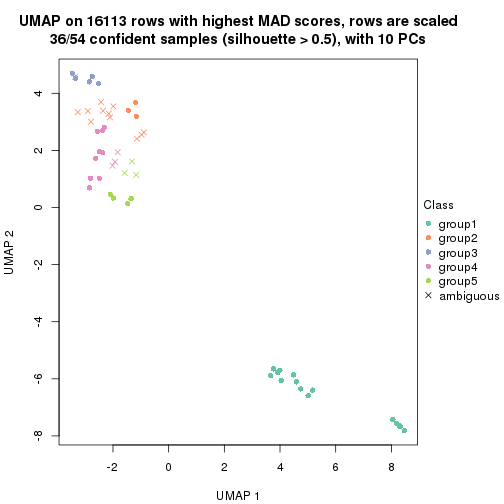 UMAP on 16113 rows with highest MAD scores, rows are scaled
36/54 confident samples (silhouette > 0.5), with 10 PCs
4
2
0
-2
-4
-6
-8
UMAP 2
-2
0
2
4
6
8
UMAP 1
Class
group1
group2
group3
group4
group5
ambiguous